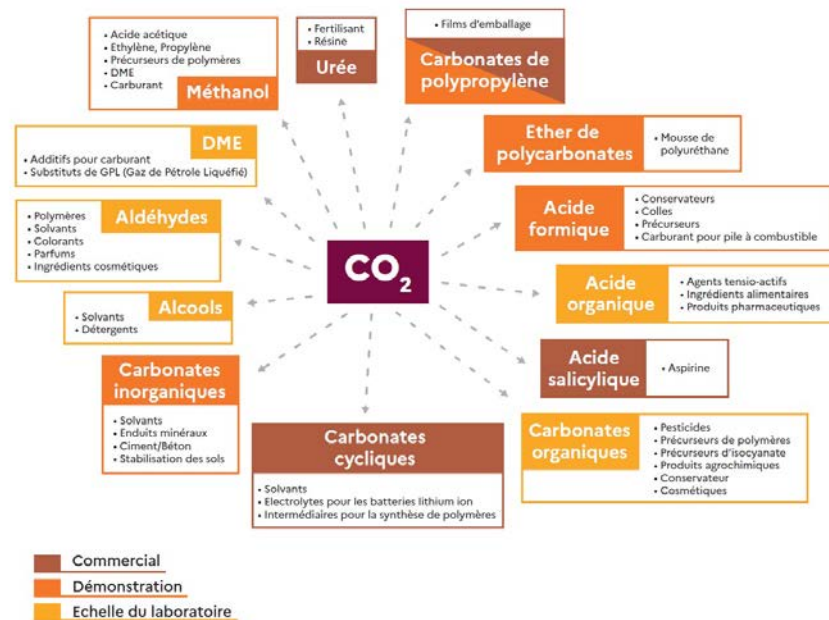 • Acide acétique
• Ethylène, Propylène
• Précurseurs de polymères
• DME
• Carburant
Méthanol
• Fertilisant
• Résine
Urée
• Films d'emballage
Carbonates de
polypropylène
DME
• Additifs pour carburant
• Substituts de GPL (Gaz de Pétrole Liquéfié)
Ether de
polycarbonates
• Mousse de
polyuréthane
Aldéhydes
• Polymères
• Solvants
• Colorants
• Parfums
• Ingrédients cosmétiques
Acide
formique
• Conservateurs
• Colles
• Précurseurs
• Carburant pour pile à combustible
CO₂
Alcools
• Solvants
• Détergents
Acide
organique
• Agents tensio-actifs
• Ingrédients alimentaires
• Produits pharmaceutiques
Carbonates
inorganiques
• Solvants
• Enduits minéraux
• Ciment/Béton
• Stabilisation des sols
Acide
salicylique
• Aspirine
Carbonates
cycliques
• Solvants
• Electrolytes pour les batteries lithium ion
• Intermédiaires pour la synthèse de polymères
Carbonates
organiques
• Pesticides
• Précurseurs de polymères
• Précurseurs d'isocyanate
• Produits agrochimiques
• Conservateur
• Cosmétiques
Commercial
Démonstration
Echelle du laboratoire